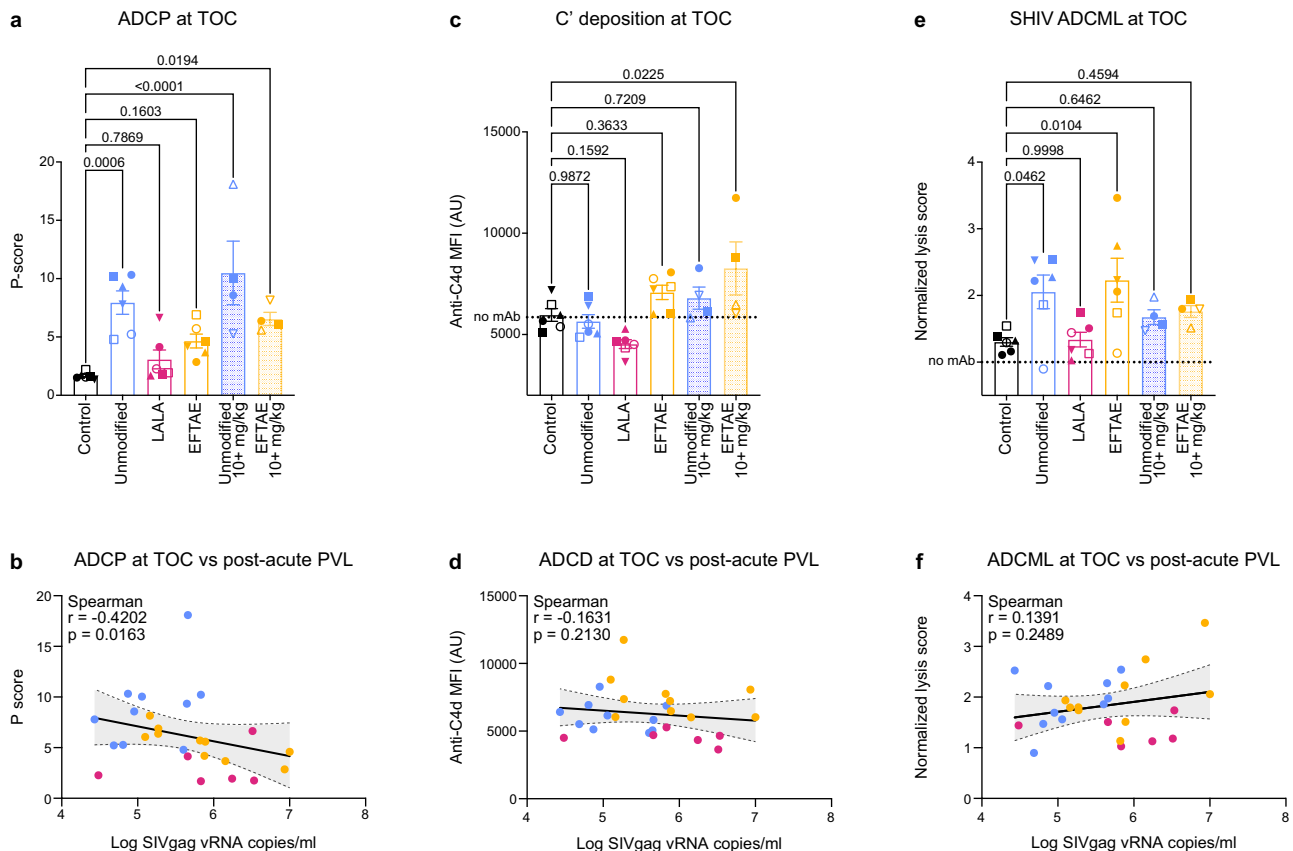 a ADCP at TOC
0.0194
<0.0001
0.1603
0.7869
0.0006
20
15
10
5
0
P-score
Control
Unmodified
LALA
EFTAE
Unmodified
10+ mg/kg
EFTAE
10+ mg/kg
c C' deposition at TOC
0.0225
0.7209
0.3633
0.1592
0.9872
15000
10000
5000
no mAb
Anti-C4d MFI (AU)
Control
Unmodified
LALA
EFTAE
Unmodified
10+ mg/kg
EFTAE
10+ mg/kg
e SHIV ADCML at TOC
0.4594
0.6462
0.0104
0.9998
0.0462
4
3
2
1
no mAb
Normalized lysis score
Control
Unmodified
LALA
EFTAE
Unmodified
10+ mg/kg
EFTAE
10+ mg/kg
b ADCP at TOC vs post-acute PVL
Spearman
r = -0.4202
p = 0.0163
20
15
10
5
0
P score
4 5 6 7 8
Log SIVgag vRNA copies/ml
d ADCD at TOC vs post-acute PVL
Spearman
r = -0.1631
p = 0.2130
15000
10000
5000
0
Anti-C4d MFI (AU)
4 5 6 7 8
Log SIVgag vRNA copies/ml
f ADCML at TOC vs post-acute PVL
Spearman
r = 0.1391
p = 0.2489
4
3
2
1
0
Normalized lysis score
4 5 6 7 8
Log SIVgag vRNA copies/ml